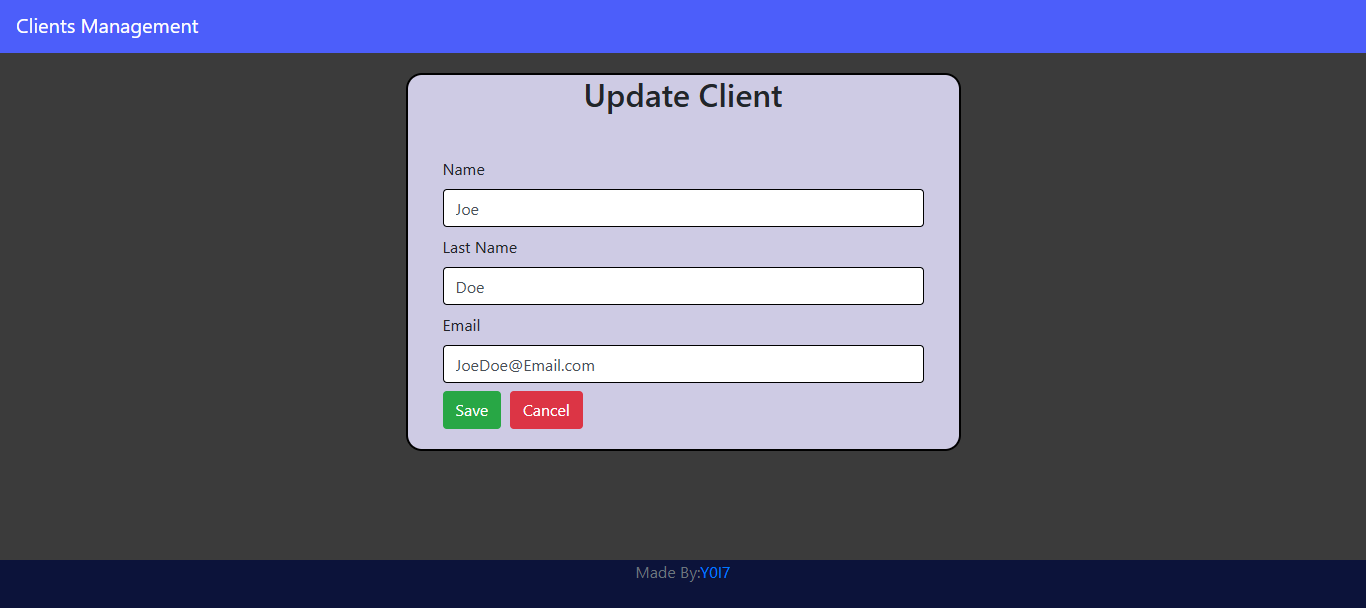 Clients Management
Update Client
Name
Joe
Last Name
Doe
Email
JoeDoe@Email.com
Save Cancel
Made By:Y0I7